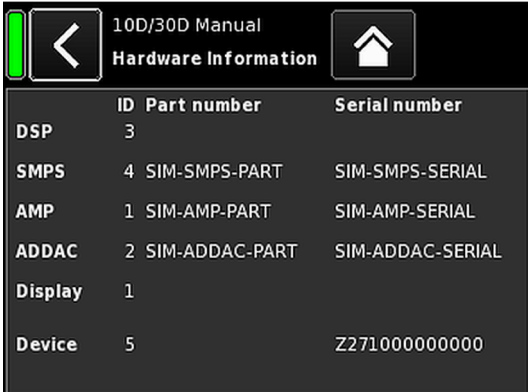 10D/30D Manual
Hardware Information
ID Part number Serial number
DSP 3
SMPS 4 SIM-SMPS-PART SIM-SMPS-SERIAL
AMP 1 SIM-AMP-PART SIM-AMP-SERIAL
ADDAC 2 SIM-ADDAC-PART SIM-ADDAC-SERIAL
Display 1
Device 5 Z271000000000